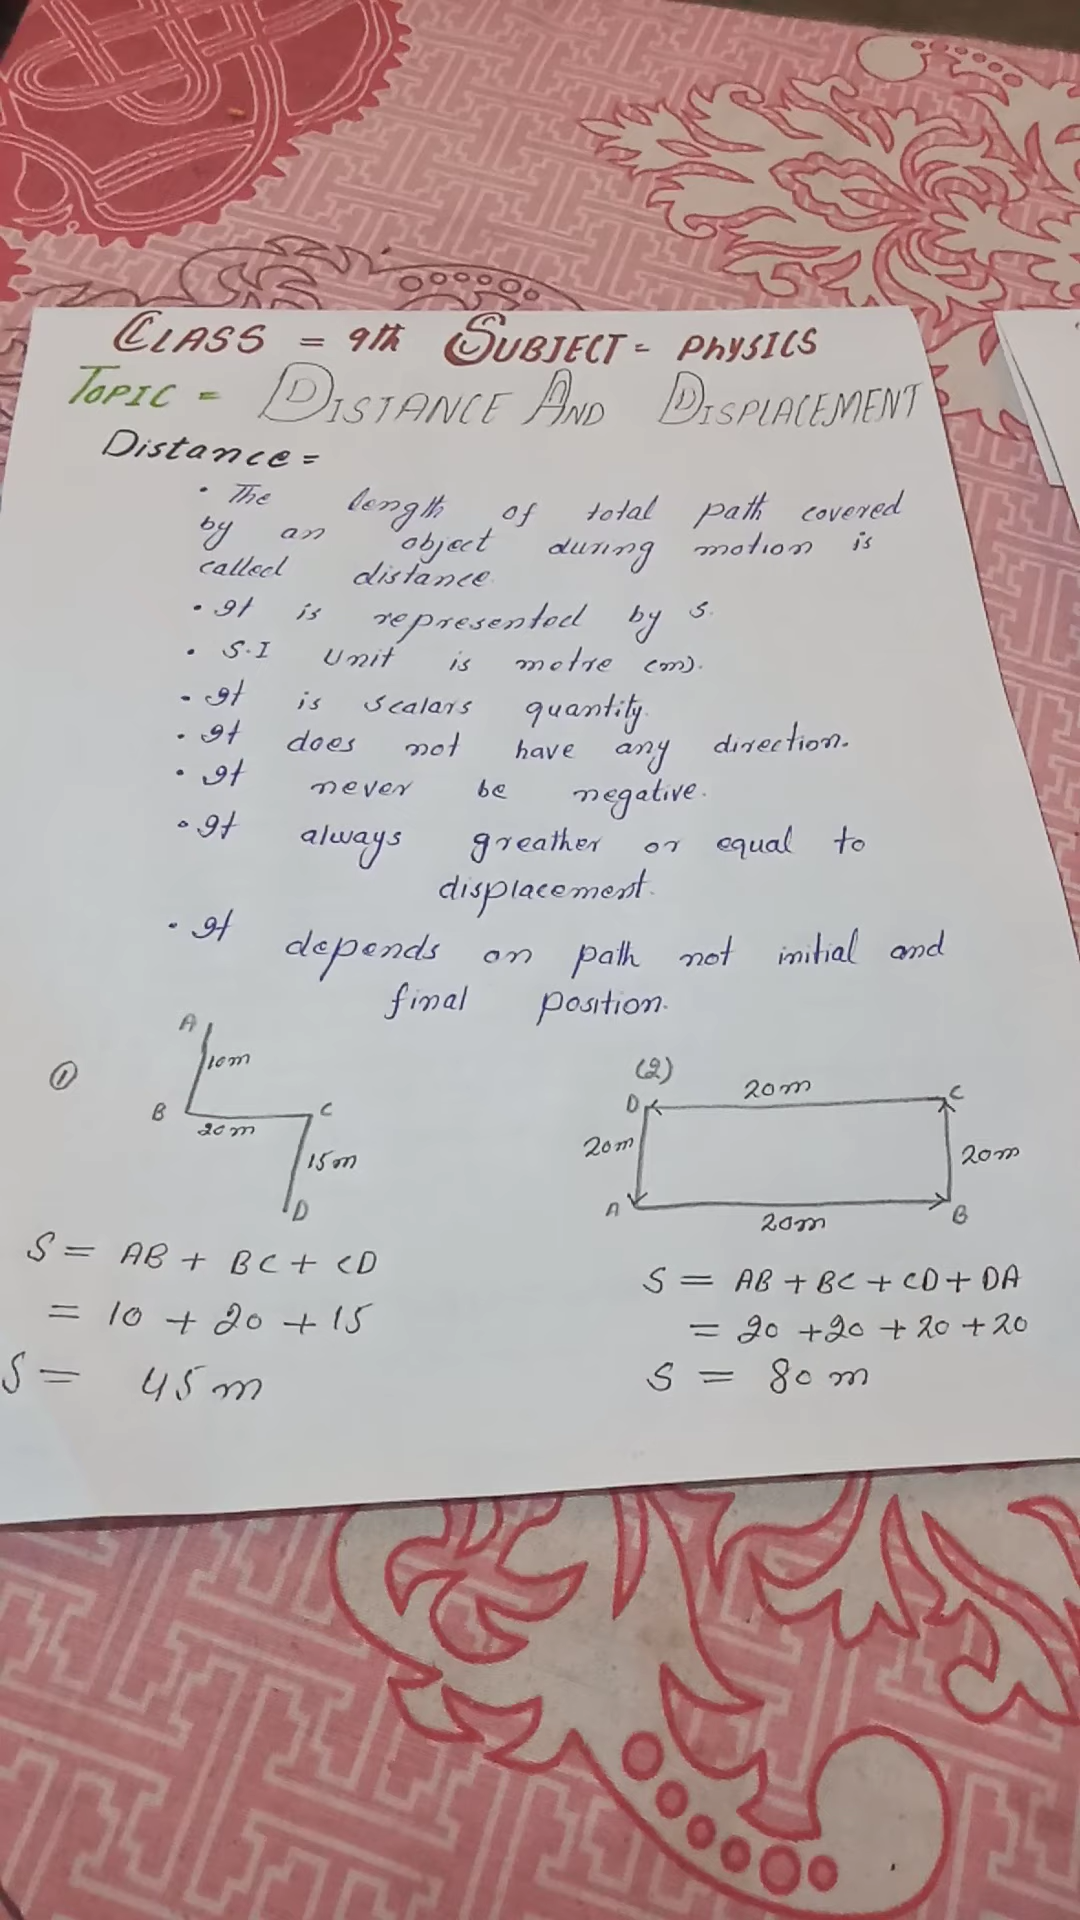 CLASS = 9th SUBJECT = PHYSICS
TOPIC = DISTANCE AND DISPLACEMENT
Distance =
• The length of total path covered
by an object during motion is
called distance.
• It is represented by s.
• S.I Unit is metre (m).
• It is scalars quantity.
• It does not have any direction.
• It never be negative.
• It always greather or equal to
displacement.
• It depends on path not initial and
final position.
①
A
10m
B
20m
C
15m
D
S = AB + BC + CD
= 10 + 20 + 15
S = 45 m
(2)
D
20m
C
20m
20m
A
20m
B
S = AB + BC + CD + DA
= 20 + 20 + 20 + 20
S = 80 m